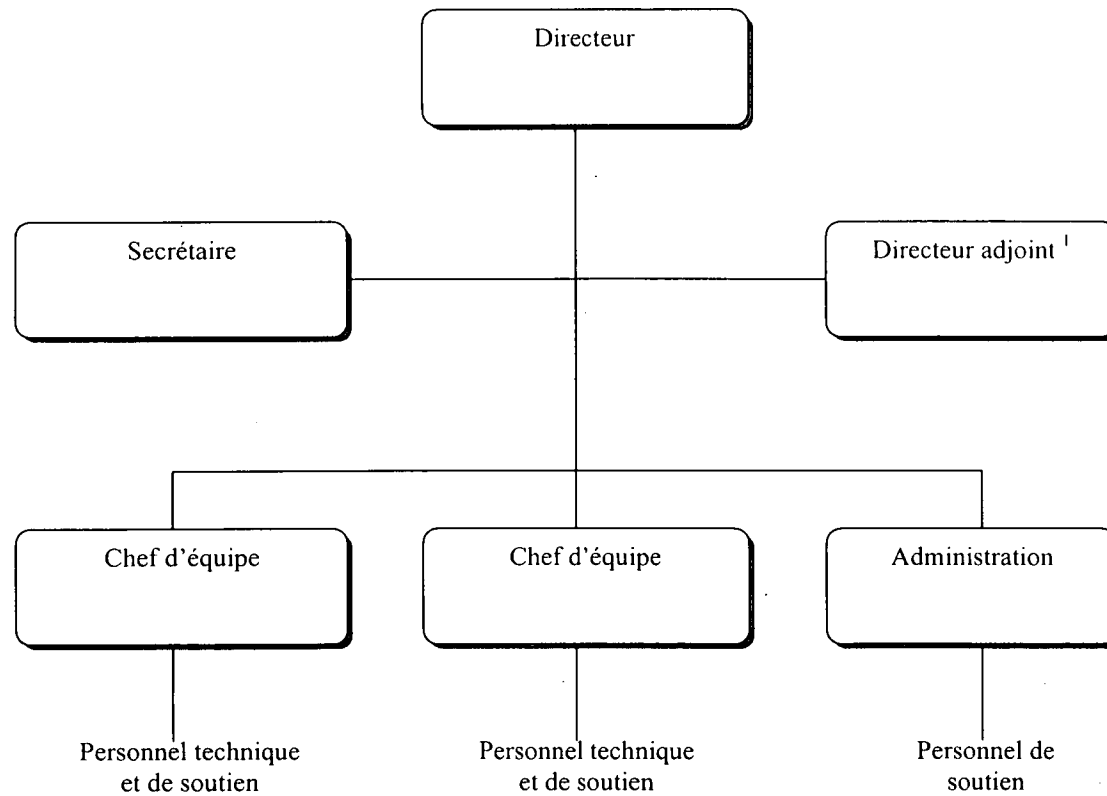 Directeur
Secrétaire
Directeur adjoint ¹
Chef d'équipe
Chef d'équipe
Administration
Personnel technique
et de soutien
Personnel technique
et de soutien
Personnel de
soutien